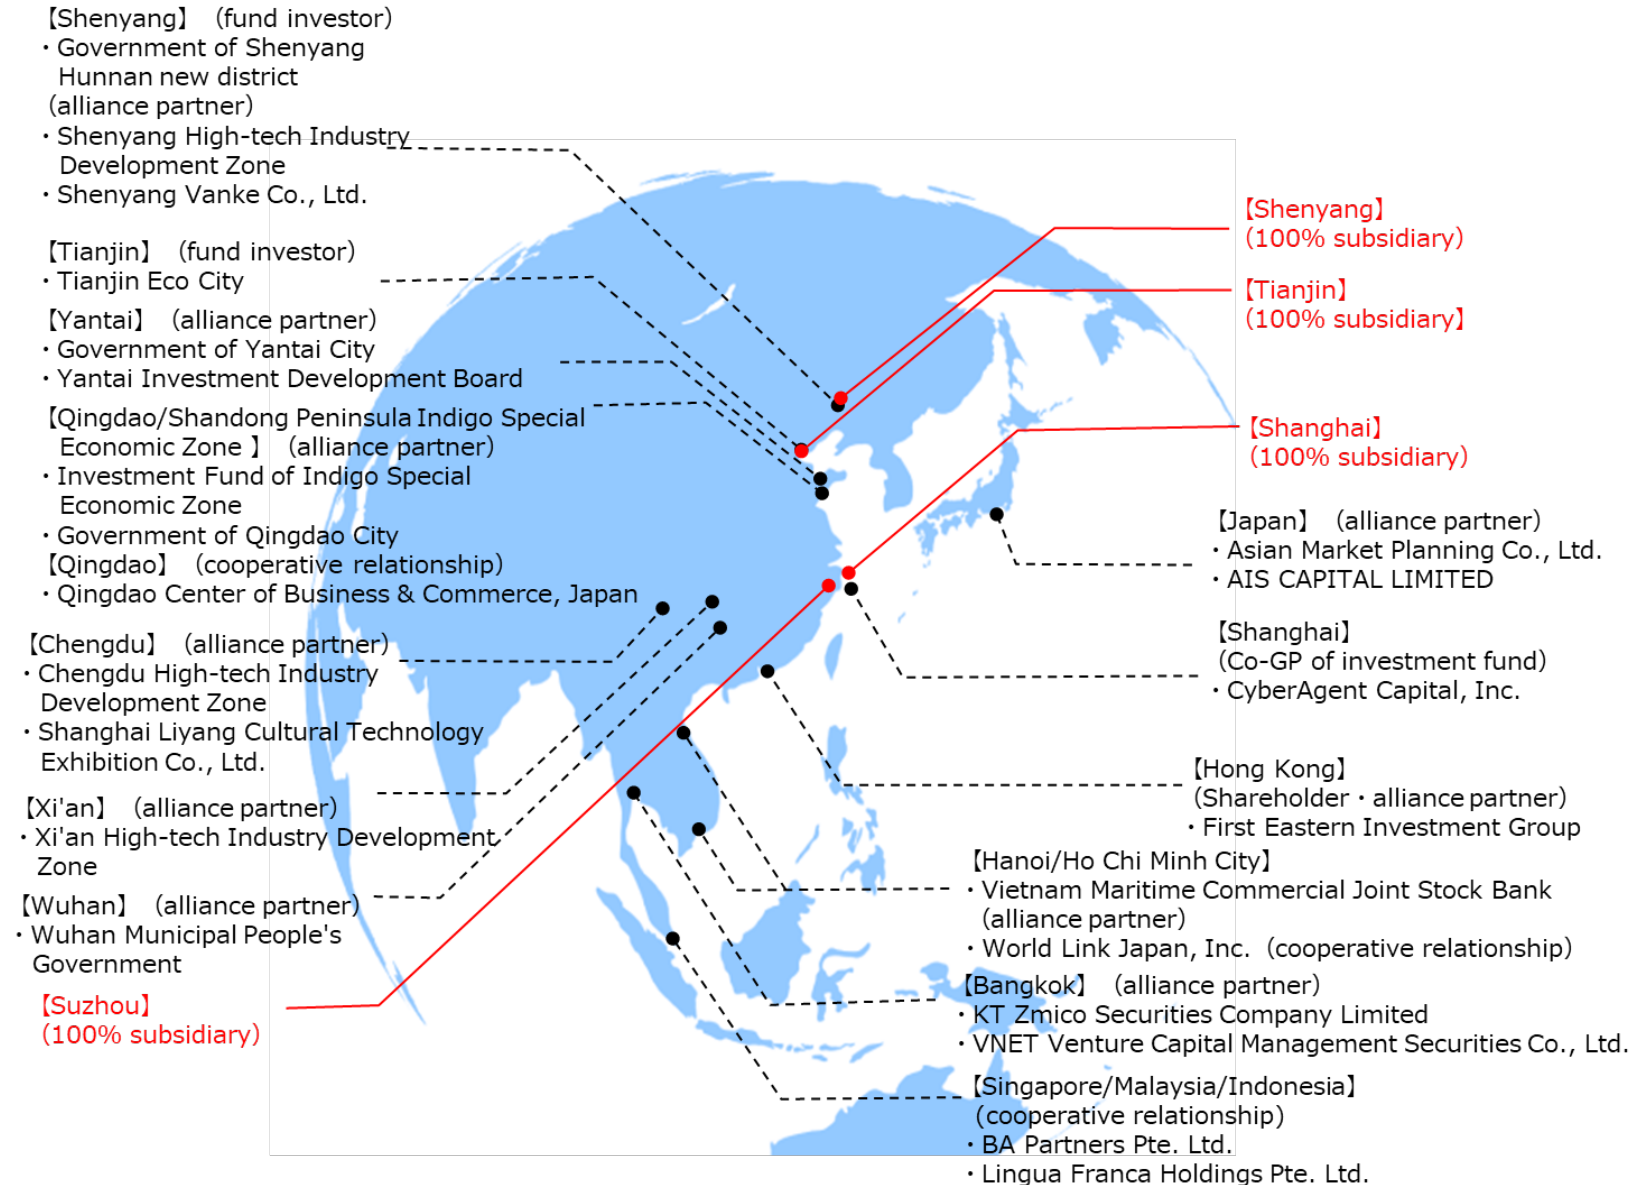 【Shenyang】（fund investor）
・Government of Shenyang
Hunnan new district
（alliance partner）
・Shenyang High-tech Industry
Development Zone
・Shenyang Vanke Co., Ltd.
【Tianjin】（fund investor）
・Tianjin Eco City
【Yantai】（alliance partner）
・Government of Yantai City
・Yantai Investment Development Board
【Qingdao/Shandong Peninsula Indigo Special
Economic Zone 】（alliance partner）
・Investment Fund of Indigo Special
Economic Zone
・Government of Qingdao City
【Qingdao】（cooperative relationship）
・Qingdao Center of Business & Commerce, Japan
【Chengdu】（alliance partner）
・Chengdu High-tech Industry
Development Zone
・Shanghai Liyang Cultural Technology
Exhibition Co., Ltd.
【Xi'an】（alliance partner）
・Xi'an High-tech Industry Development
Zone
【Wuhan】（alliance partner）
・Wuhan Municipal People's
Government
【Suzhou】
（100% subsidiary）
【Shenyang】
（100% subsidiary）
【Tianjin】
（100% subsidiary】
【Shanghai】
（100% subsidiary）
【Japan】（alliance partner）
・Asian Market Planning Co., Ltd.
・AIS CAPITAL LIMITED
【Shanghai】
（Co-GP of investment fund）
・CyberAgent Capital, Inc.
【Hong Kong】
（Shareholder・alliance partner）
・First Eastern Investment Group
【Hanoi/Ho Chi Minh City】
・Vietnam Maritime Commercial Joint Stock Bank
（alliance partner）
・World Link Japan, Inc.（cooperative relationship）
【Bangkok】（alliance partner）
・KT Zmico Securities Company Limited
・VNET Venture Capital Management Securities Co., Ltd.
【Singapore/Malaysia/Indonesia】
（cooperative relationship）
・BA Partners Pte. Ltd.
・Lingua Franca Holdings Pte. Ltd.